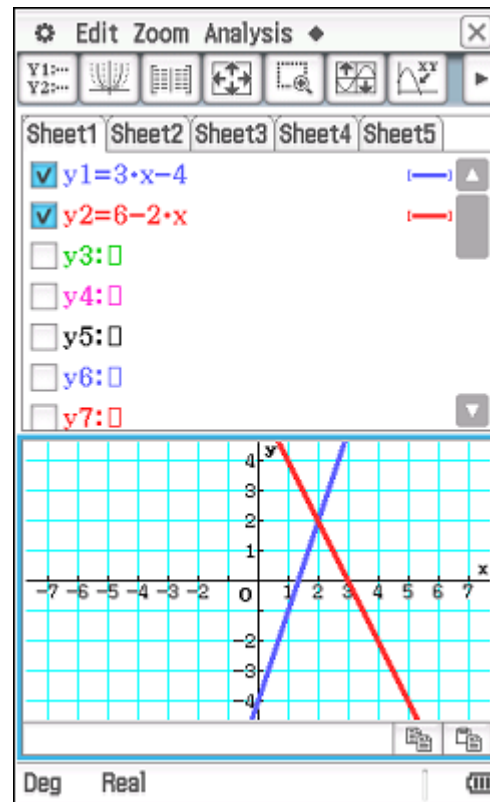 Edit Zoom Analysis ◆
Y1:··· Y2:··· XY
Sheet1 Sheet2 Sheet3 Sheet4 Sheet5
y1=3·x−4
y2=6−2·x
y3:□
y4:□
y5:□
y6:□
y7:□
y
4
3
2
1
x
-7 -6 -5 -4 -3 -2 0 1 2 3 4 5 6 7
-2
-3
-4
Deg Real